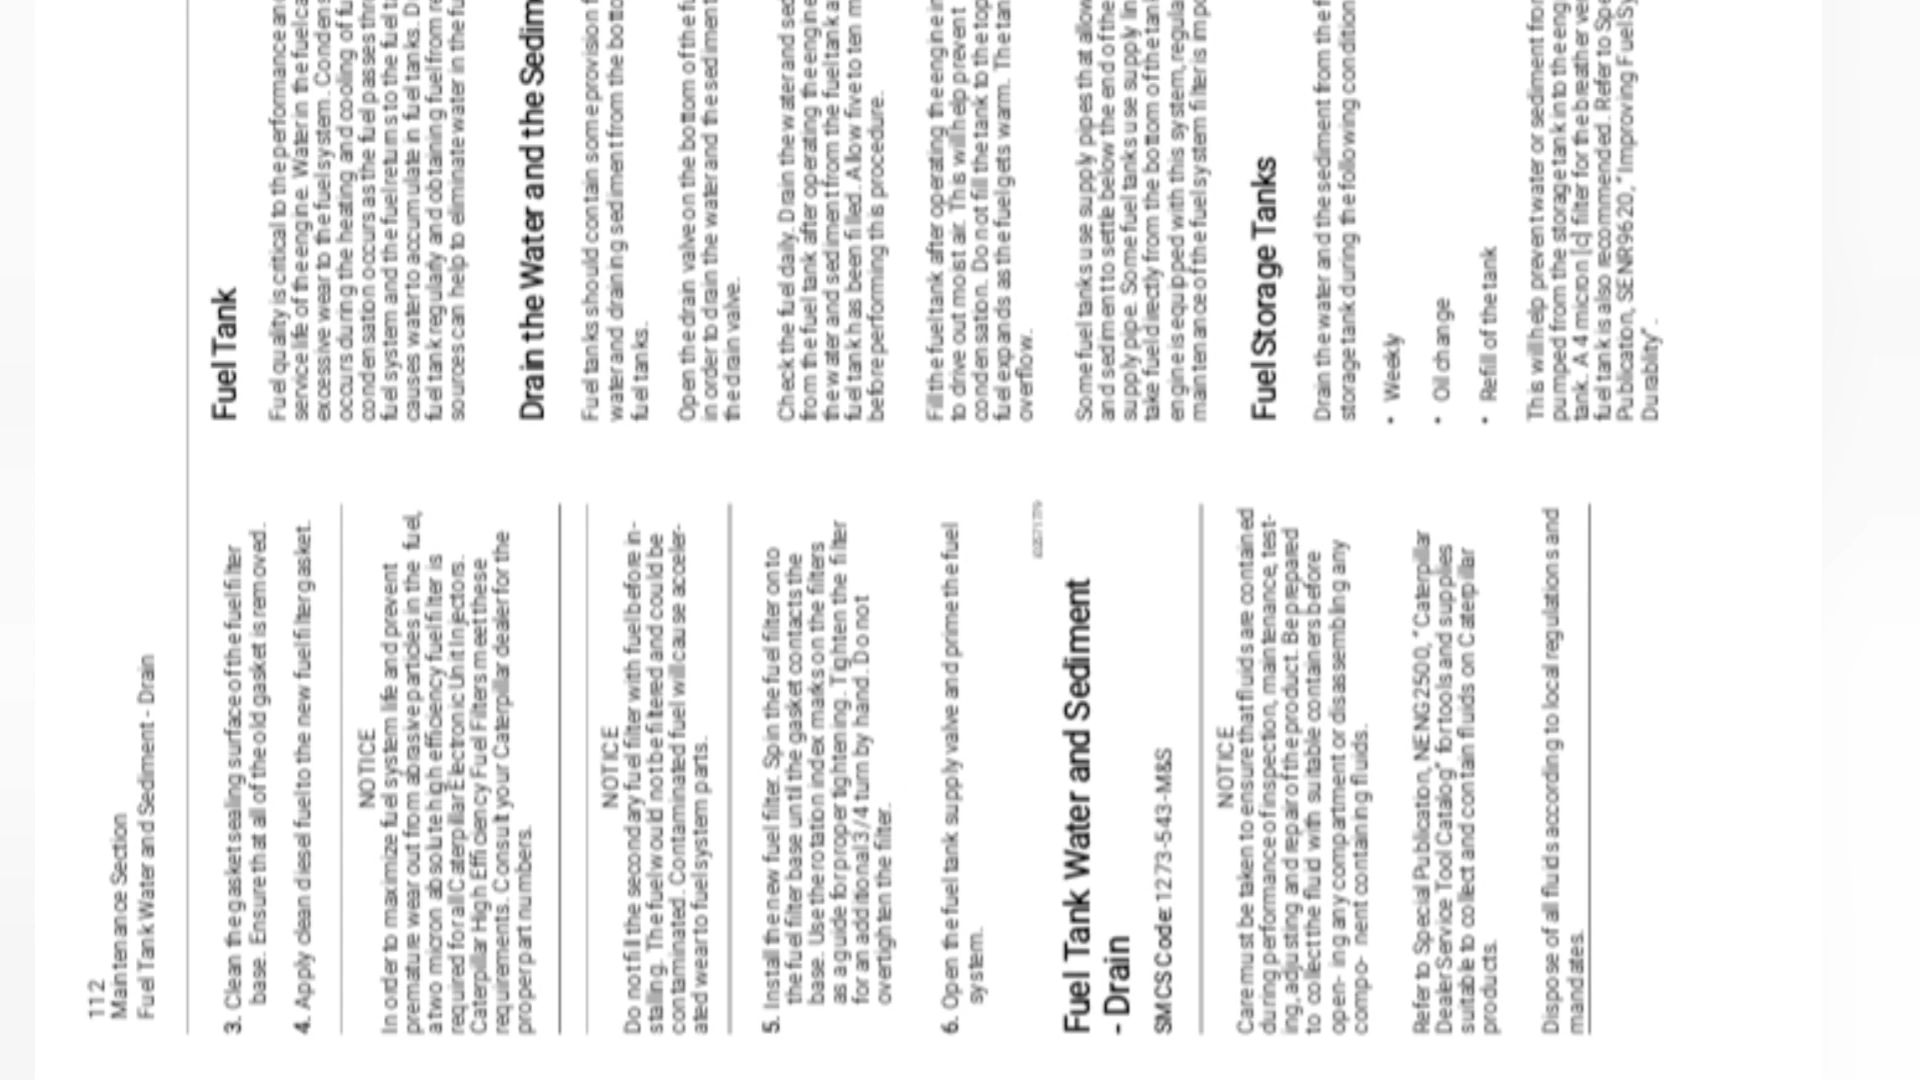 112
Maintenance Section
Fuel Tank Water and Sediment - Drain
3. Clean the gasket sealing surface of the fuel filter
base. Ensure that all of the old gasket is removed.
4. Apply clean diesel fuel to the new fuel filter gasket.
NOTICE
In order to maximize fuel system life and prevent
premature wear out from abrasive particles in the fuel,
a two micron absolute high efficiency fuel filter is
required for all Caterpillar Electronic Unit Injectors.
Caterpillar High Efficiency Fuel Filters meet these
requirements. Consult your Caterpillar dealer for the
proper part numbers.
NOTICE
Do not fill the secondary fuel filter with fuel before in-
stalling. The fuel would not be filtered and could be
contaminated. Contaminated fuel will cause acceler-
ated wear to fuel system parts.
5. Install the new fuel filter. Spin the fuel filter onto
the fuel filter base until the gasket contacts the
base. Use the rotation index marks on the filters
as a guide for proper tightening. Tighten the filter
for an additional 3/4 turn by hand. Do not
overtighten the filter.
6. Open the fuel tank supply valve and prime the fuel
system.
Fuel Tank Water and Sediment
- Drain
SMCS Code: 1273-543-M&S
NOTICE
Care must be taken to ensure that fluids are contained
during performance of inspection, maintenance, test-
ing, adjusting and repair of the product. Be prepared
to collect the fluid with suitable containers before
open- ing any compartment or disassembling any
compo- nent containing fluids.
Refer to Special Publication, NENG2500, "Caterpillar
Dealer Service Tool Catalog" for tools and supplies
suitable to collect and contain fluids on Caterpillar
products.
Dispose of all fluids according to local regulations and
mandates.
Fuel Tank
Fuel quality is critical to the performance an
service life of the engine. Water in the fuel ca
excessive wear to the fuel system. Condens
occurs during the heating and cooling of fu
condensation occurs as the fuel passes thr
fuel system and the fuel returns to the fuel t
causes water to accumulate in fuel tanks. D
fuel tank regularly and obtaining fuel from re
sources can help to eliminate water in the fu
Drain the Water and the Sedim
Fuel tanks should contain some provision f
water and draining sediment from the botto
fuel tanks.
Open the drain valve on the bottom of the fu
in order to drain the water and the sediment
the drain valve.
Check the fuel daily. Drain the water and sed
from the fuel tank after operating the engine
the water and sediment from the fuel tank a
fuel tank has been filled. Allow five to ten m
before performing this procedure.
Fill the fuel tank after operating the engine in
to drive out moist air. This will help prevent
condensation. Do not fill the tank to the top
fuel expands as the fuel gets warm. The tan
overflow.
Some fuel tanks use supply pipes that allow
and sediment to settle below the end of the
supply pipe. Some fuel tanks use supply lin
take fuel directly from the bottom of the tan
engine is equipped with this system, regula
maintenance of the fuel system filter is impo
Fuel Storage Tanks
Drain the water and the sediment from the f
storage tank during the following condition
• Weekly
• Oil change
• Refill of the tank
This will help prevent water or sediment from
pumped from the storage tank into the eng
tank. A 4 micron [c] filter for the breather ve
fuel tank is also recommended. Refer to Spe
Publication, SENR9620, "Improving Fuel Sy
Durablity".